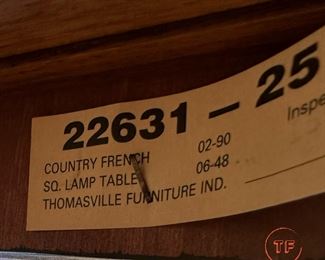 22631 - 25
Inspe
COUNTRY FRENCH 02-90
SQ. LAMP TABLE 06-48
THOMASVILLE FURNITURE IND.
TF